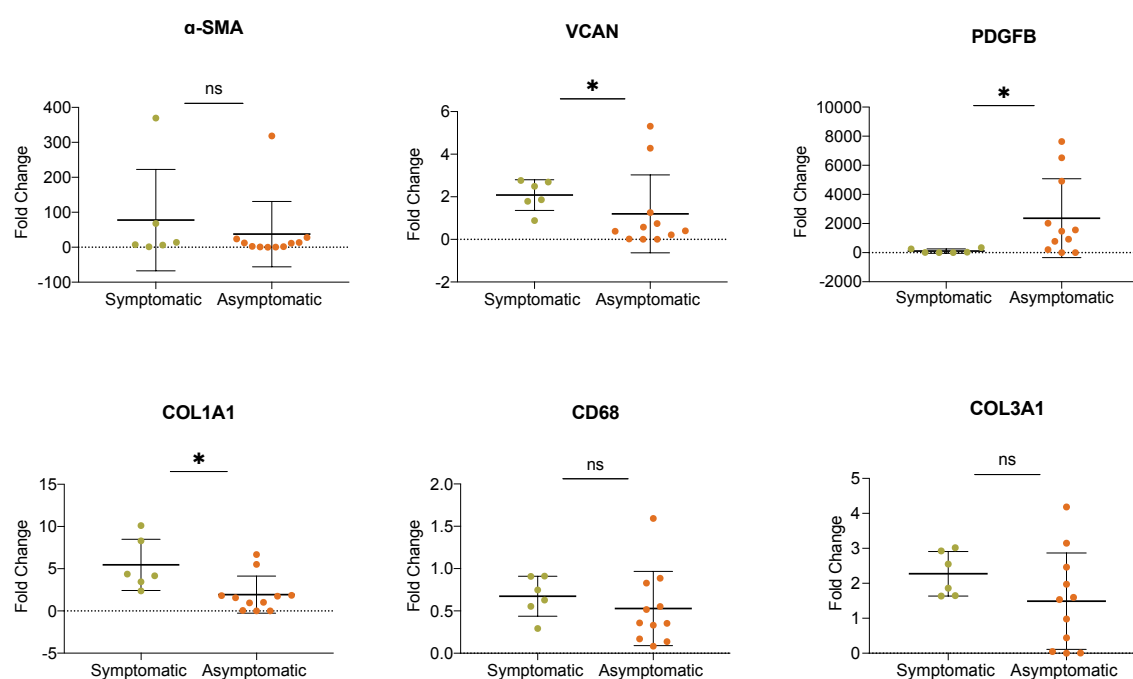 α-SMA
ns
Fold Change
400
300
200
100
0
-100
Symptomatic Asymptomatic
VCAN
*
Fold Change
6
4
2
0
-2
Symptomatic Asymptomatic
PDGFB
*
Fold Change
10000
8000
6000
4000
2000
0
-2000
Symptomatic Asymptomatic
COL1A1
*
Fold Change
15
10
5
0
-5
Symptomatic Asymptomatic
CD68
ns
Fold Change
2.0
1.5
1.0
0.5
0.0
Symptomatic Asymptomatic
COL3A1
ns
Fold Change
5
4
3
2
1
0
Symptomatic Asymptomatic